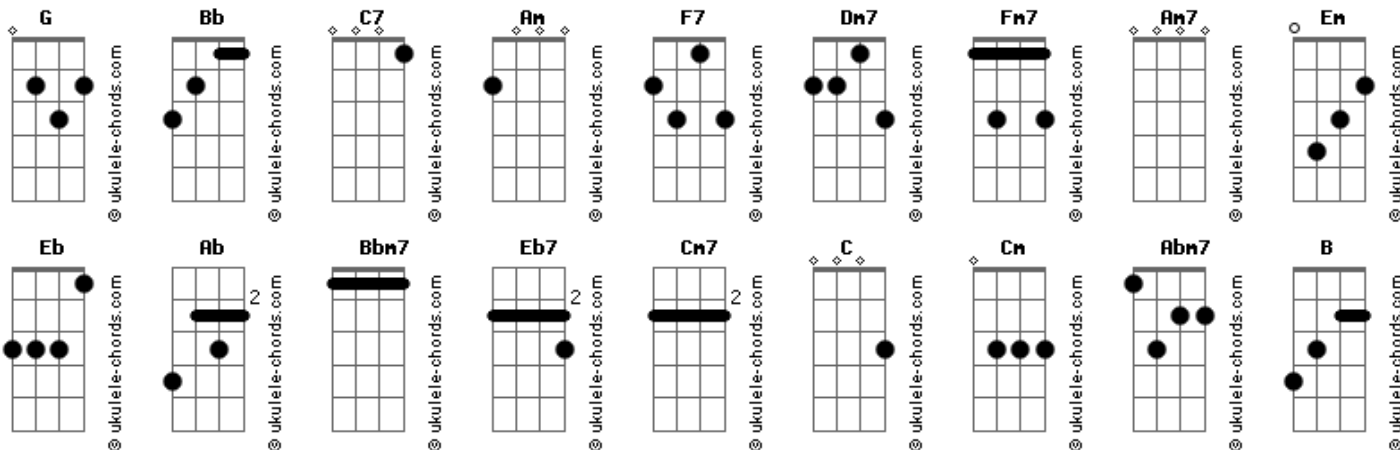 G Bb C7 Am F7 Dm7 Fm7 Am7 Em
© ukulele-chords.com © ukulele-chords.com © ukulele-chords.com © ukulele-chords.com © ukulele-chords.com © ukulele-chords.com © ukulele-chords.com © ukulele-chords.com © ukulele-chords.com
Eb Ab Bbm7 Eb7 Cm7 C Cm Abm7 B
2 2 2
© ukulele-chords.com © ukulele-chords.com © ukulele-chords.com © ukulele-chords.com © ukulele-chords.com © ukulele-chords.com © ukulele-chords.com © ukulele-chords.com © ukulele-chords.com